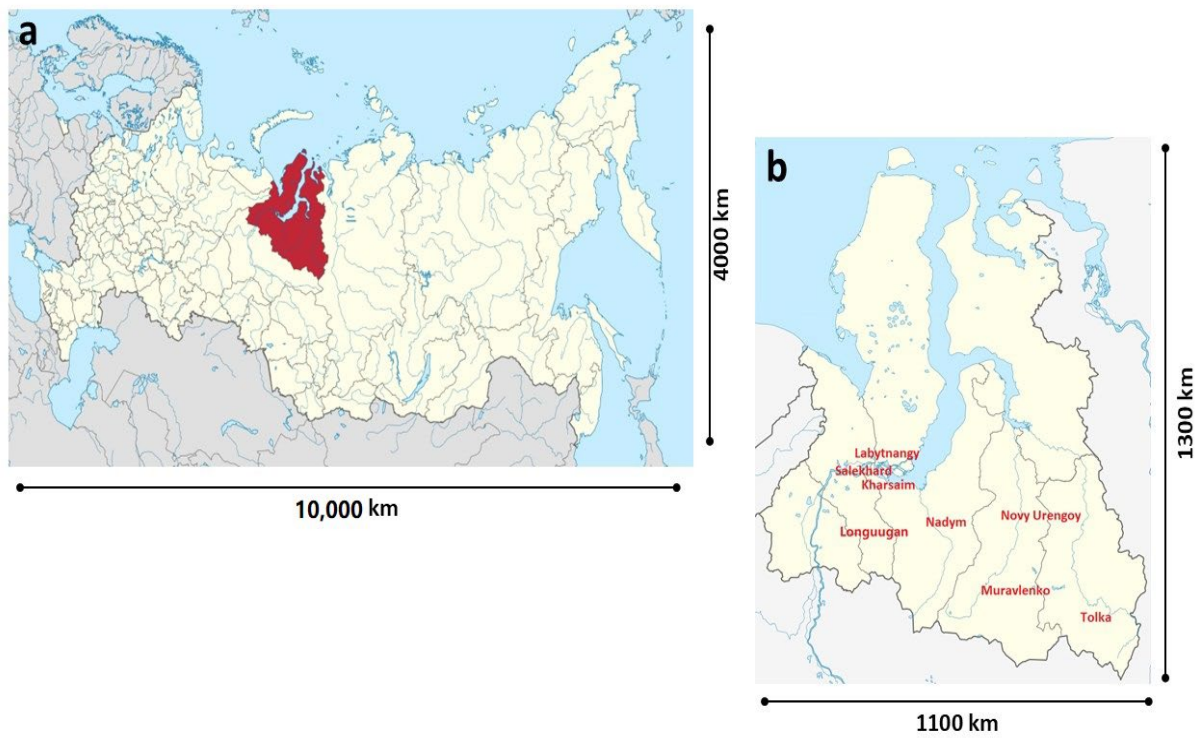 a
4000 km
10,000 km
b
Labytnangy
Salekhard
Kharsaim
Longuugan
Nadym
Novy Urengoy
Muravlenko
Tolka
1300 km
1100 km